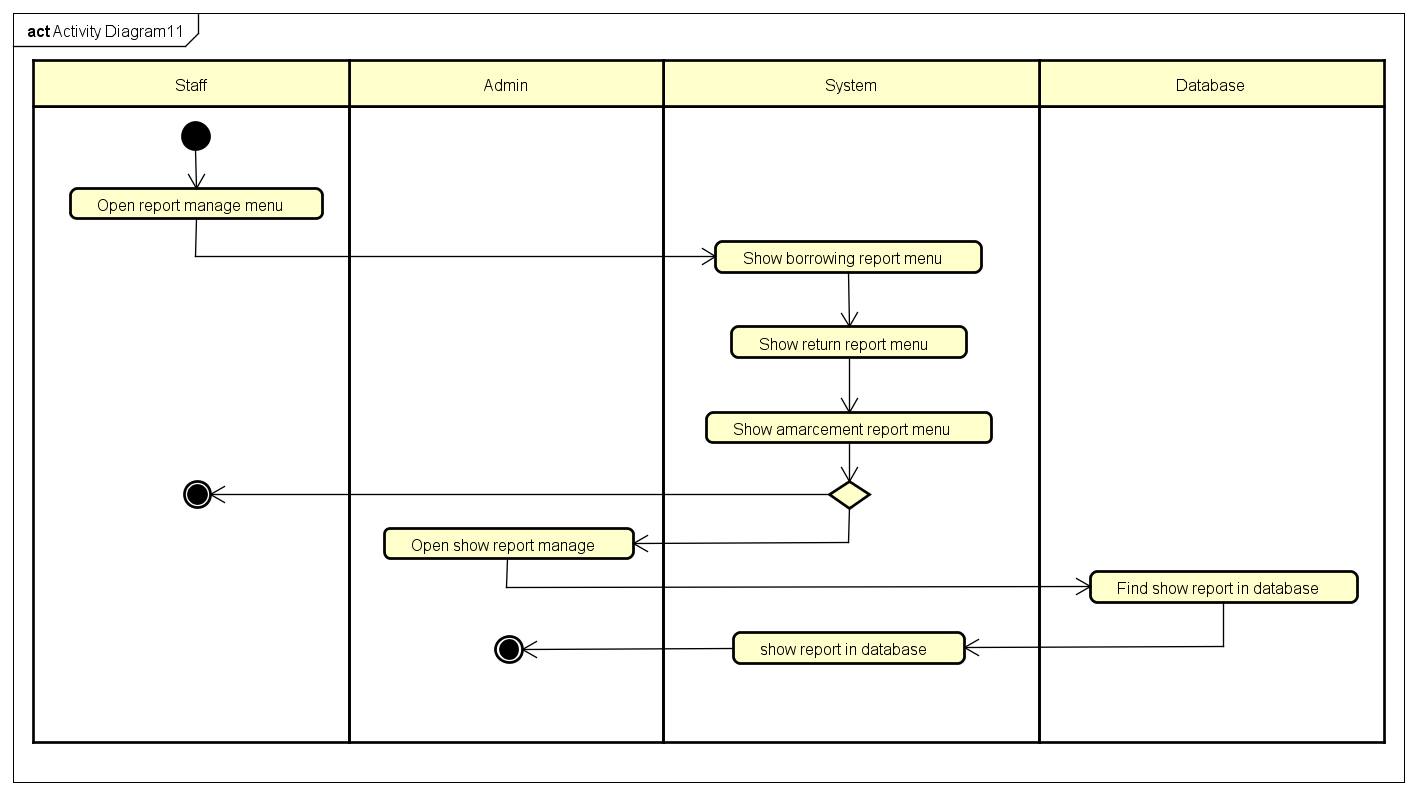 act Activity Diagram11
Staff
Admin
System
Database
Open report manage menu
Show borrowing report menu
Show return report menu
Show amarcement report menu
Open show report manage
Find show report in database
show report in database